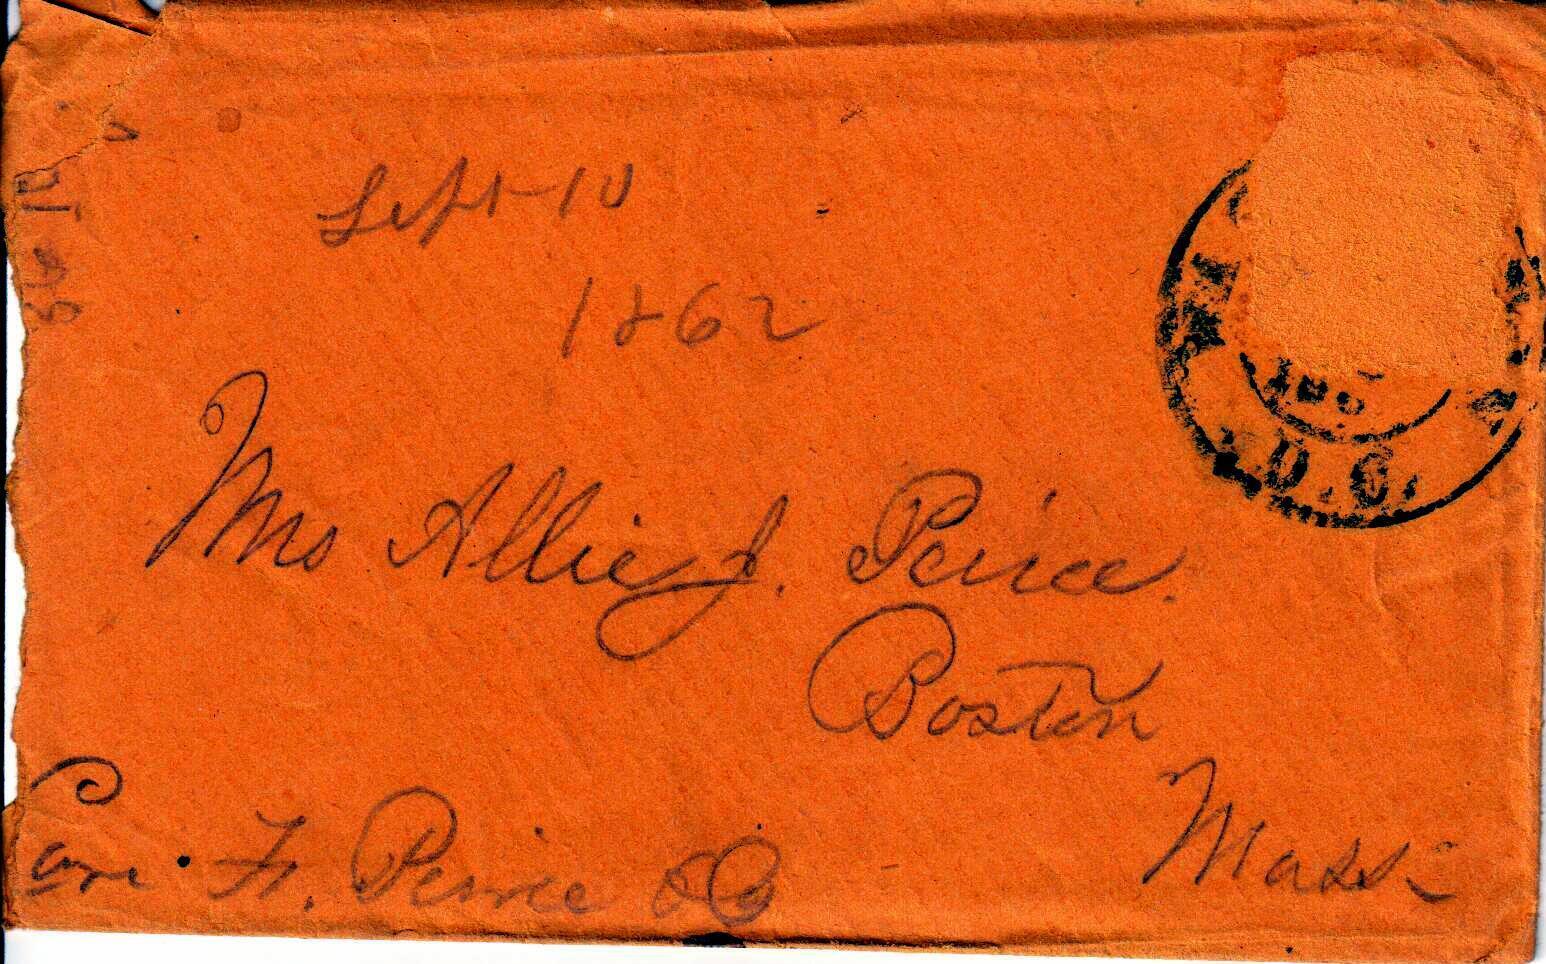 Sept 10
1862
Mrs Allie J. Peirce.
Boston
Mass.
Care F. Peirce & Co
D.C.